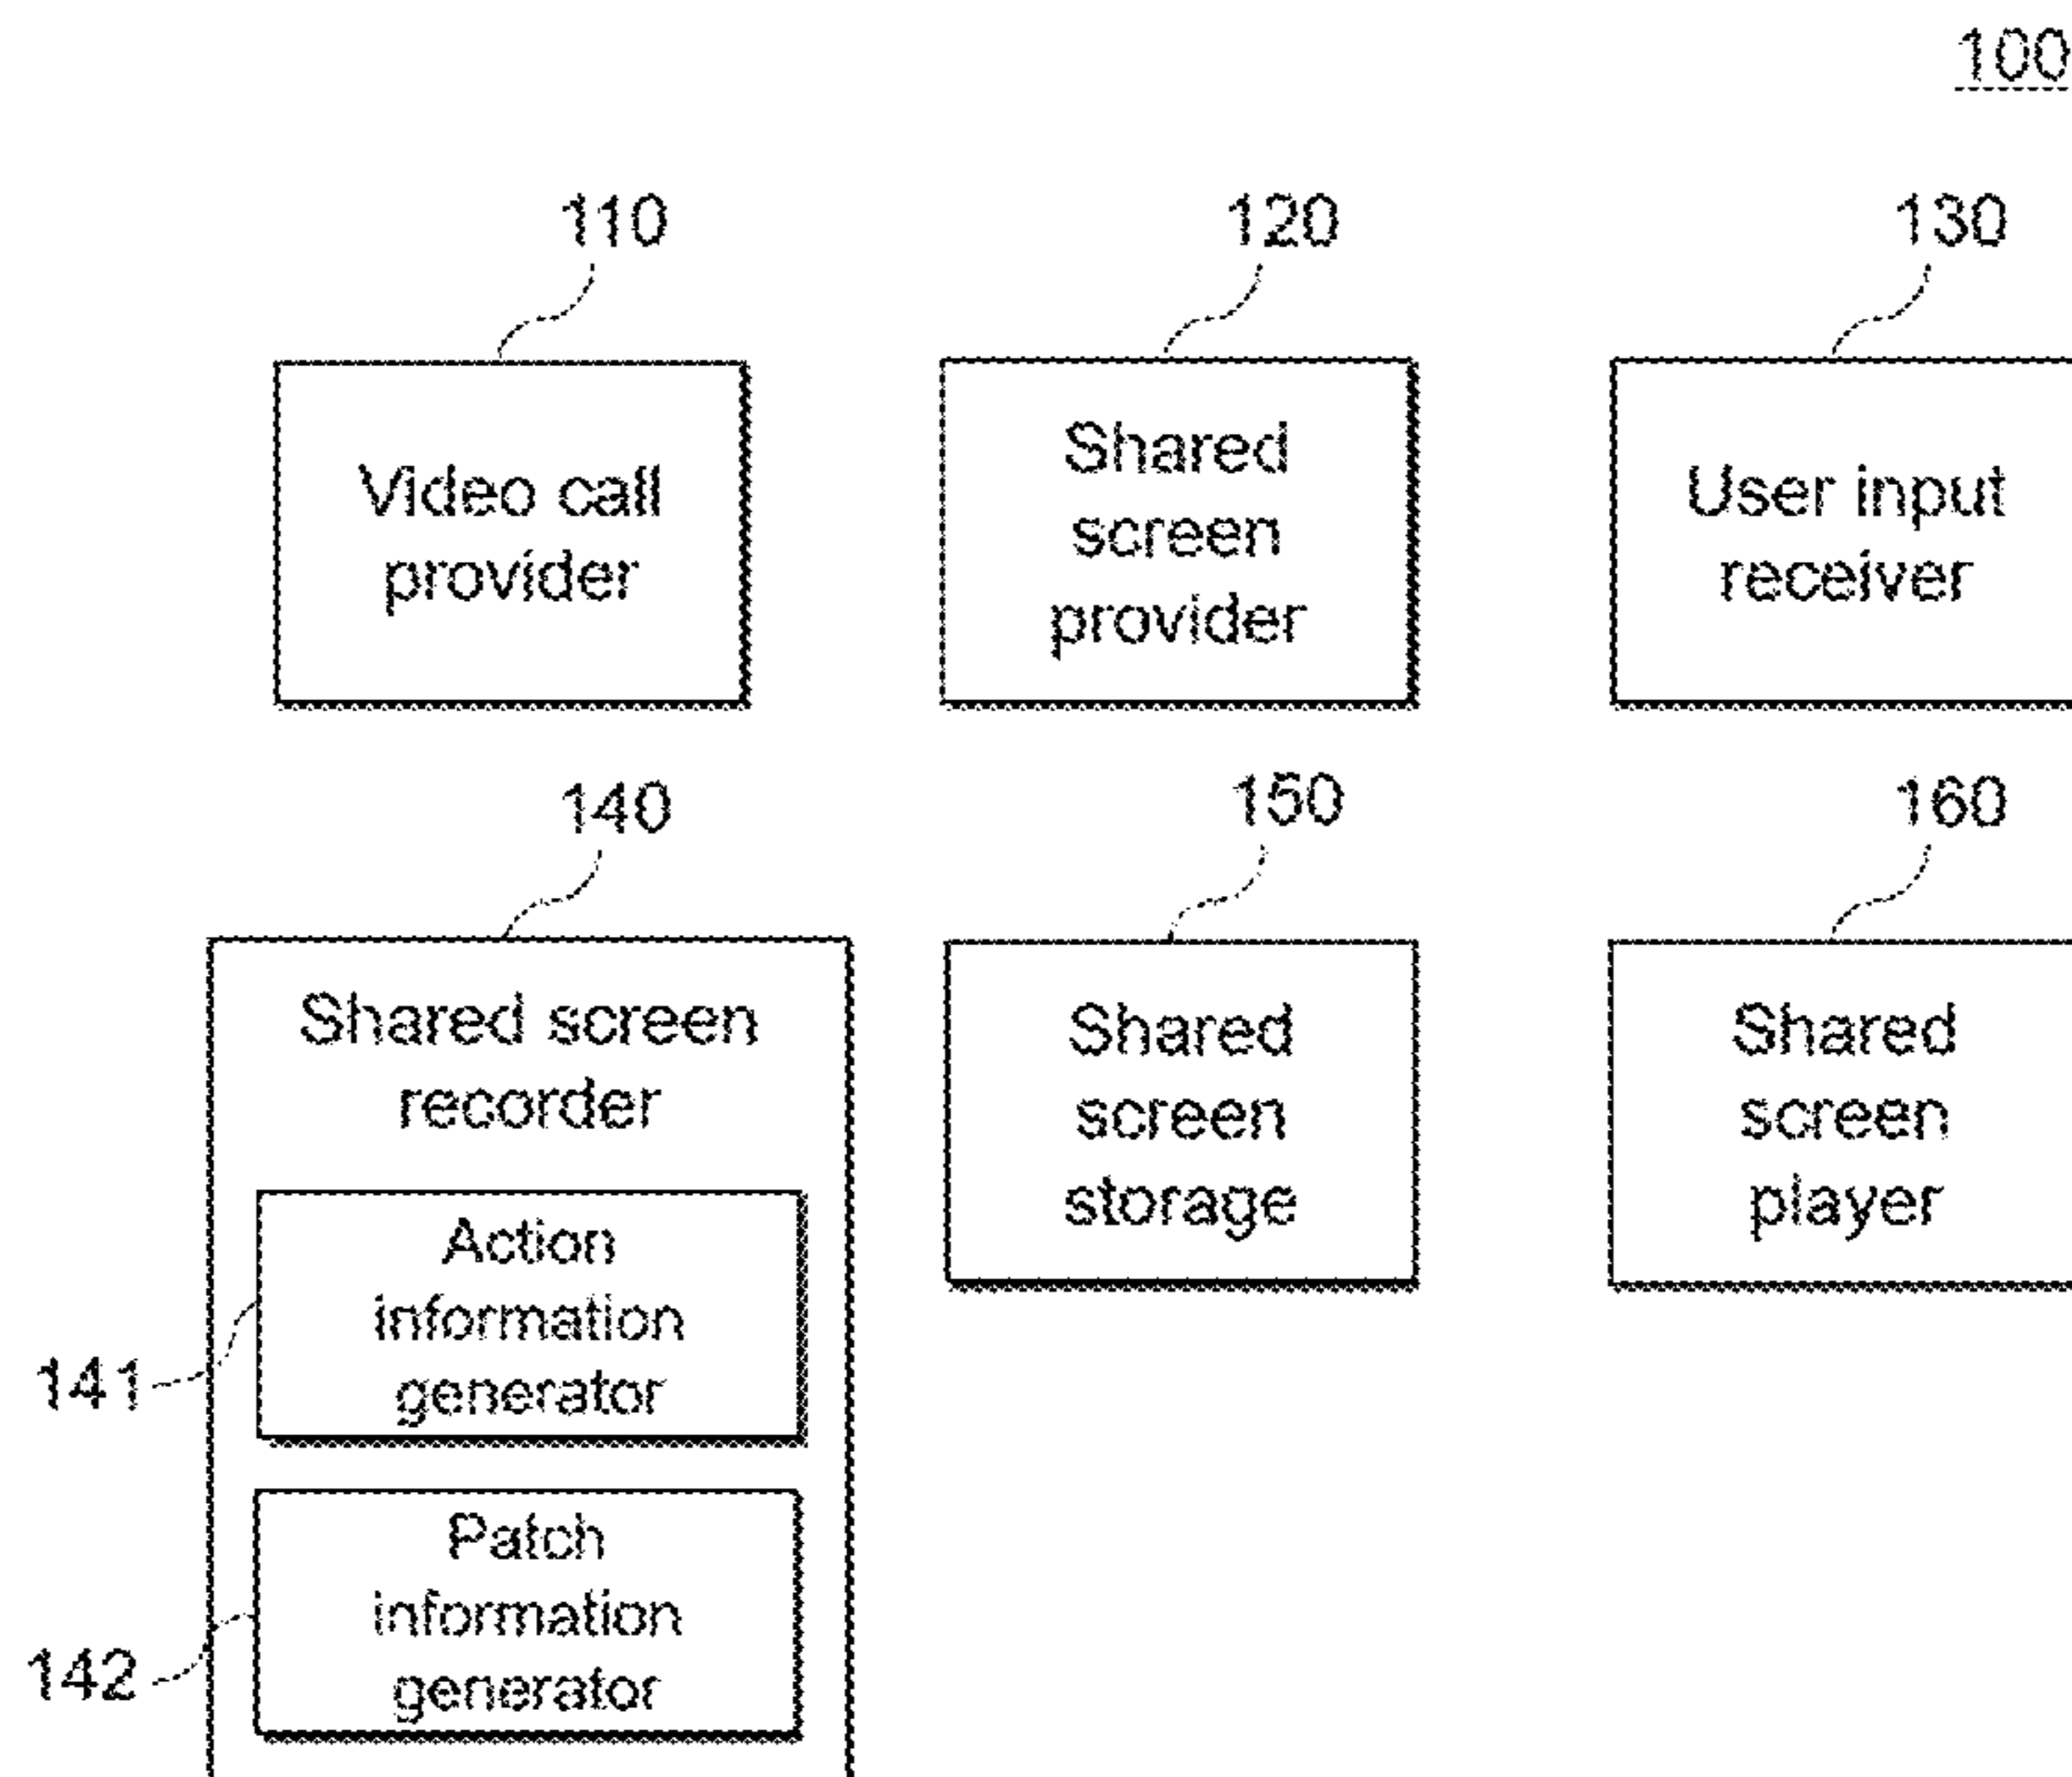 100
110
120
130
Video call
provider
Shared
screen
provider
User input
receiver
140
150
160
Shared screen
recorder
Shared
screen
storage
Shared
screen
player
Action
information
generator
141
Patch
information
generator
142